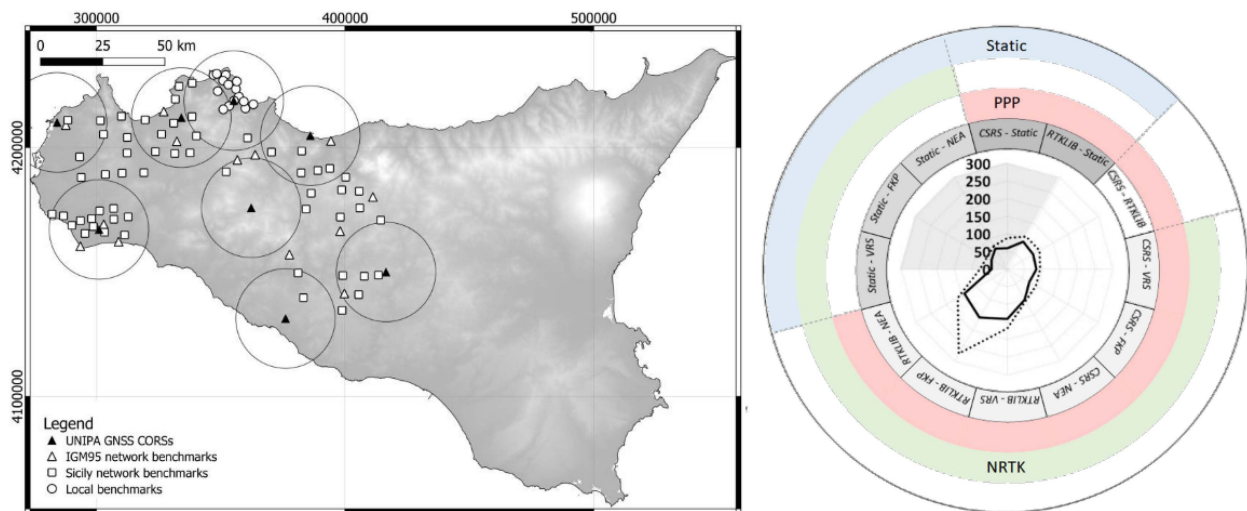 300000
400000
500000
0
25
50 km
4200000
4100000
Legend
UNIPA GNSS CORSs
IGM95 network benchmarks
Sicily network benchmarks
Local benchmarks
Static
PPP
CSRS - Static
RTKLIB - Static
CSRS - RTKLIB
CSRS - VRS
CSRS - FKP
CSRS - NEA
RTKLIB - VRS
RTKLIB - FKP
RTKLIB - NEA
Static - VRS
Static - FKP
Static - NEA
300
250
200
150
100
50
0
NRTK